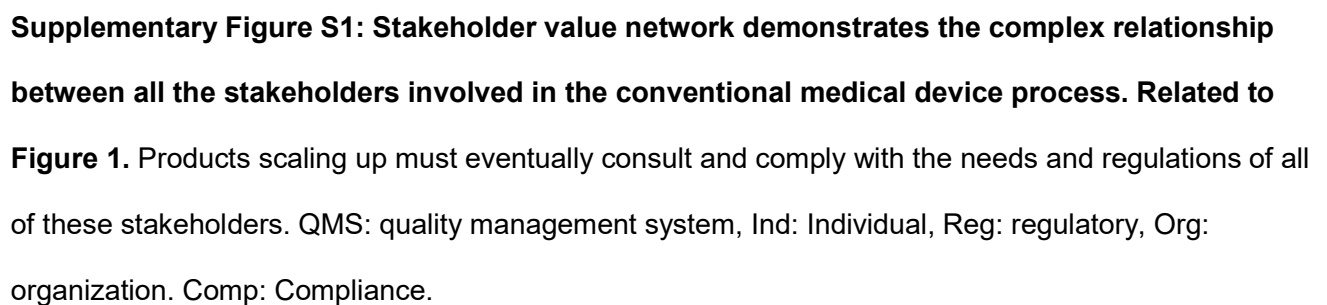 Supplementary Figure S1: Stakeholder value network demonstrates the complex relationship
between all the stakeholders involved in the conventional medical device process. Related to
Figure 1. Products scaling up must eventually consult and comply with the needs and regulations of all
of these stakeholders. QMS: quality management system, Ind: Individual, Reg: regulatory, Org:
organization. Comp: Compliance.